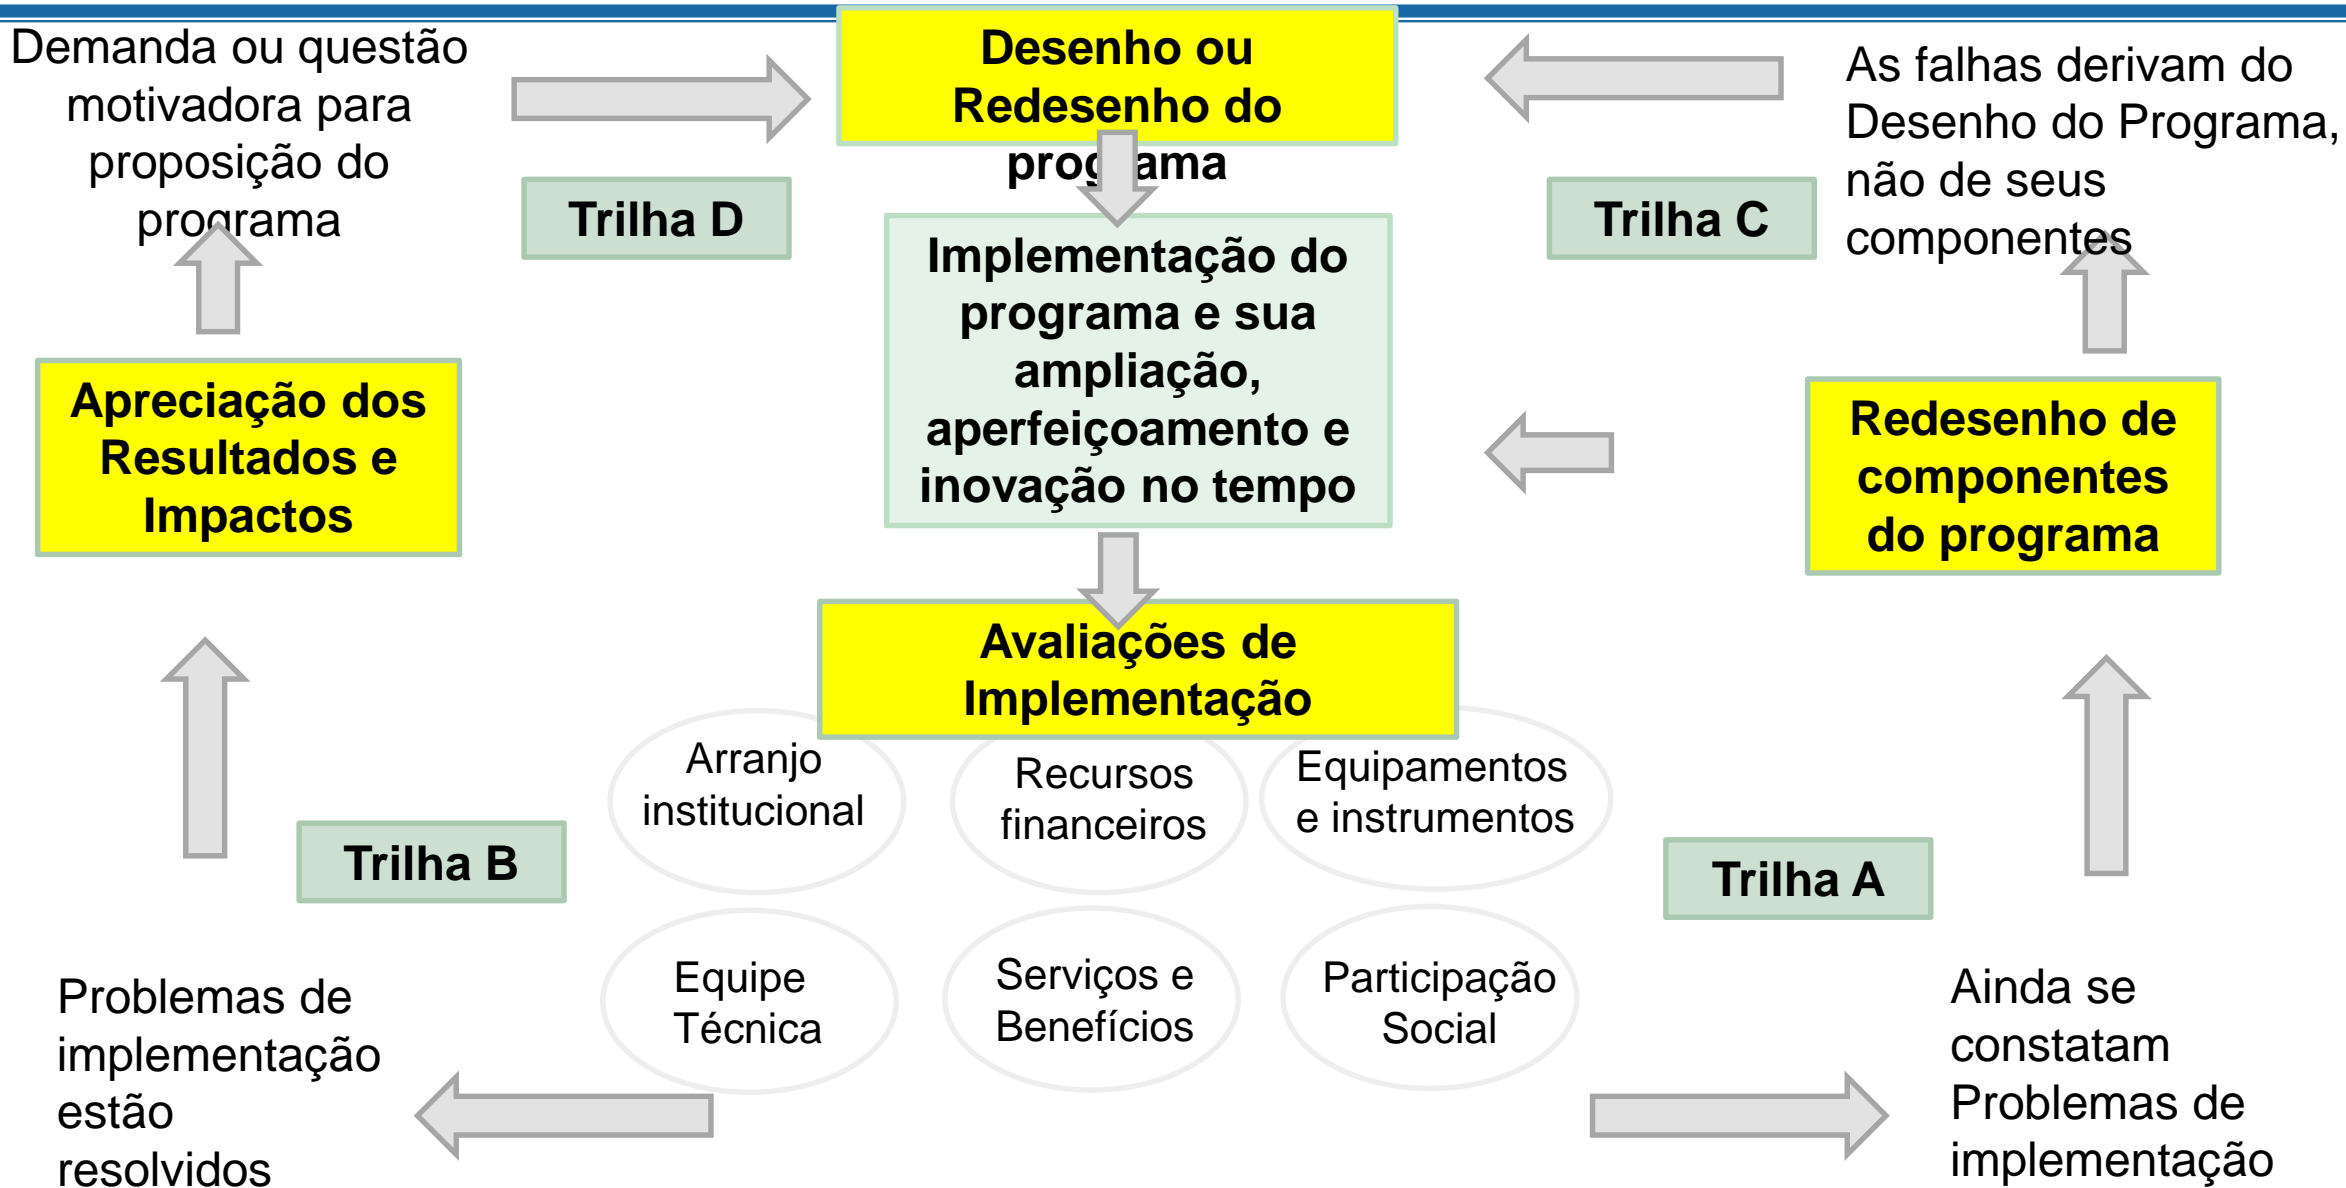 Demanda ou questão
motivadora para
proposição do
programa
Desenho ou
Redesenho do
programa
As falhas derivam do
Desenho do Programa,
não de seus
componentes
Trilha D
Trilha C
Implementação do
programa e sua
ampliação,
aperfeiçoamento e
inovação no tempo
Apreciação dos
Resultados e
Impactos
Redesenho de
componentes
do programa
Avaliações de
Implementação
Arranjo
institucional
Recursos
financeiros
Equipamentos
e instrumentos
Trilha B
Trilha A
Equipe
Técnica
Serviços e
Benefícios
Participação
Social
Problemas de
implementação
estão
resolvidos
Ainda se
constatam
Problemas de
implementação